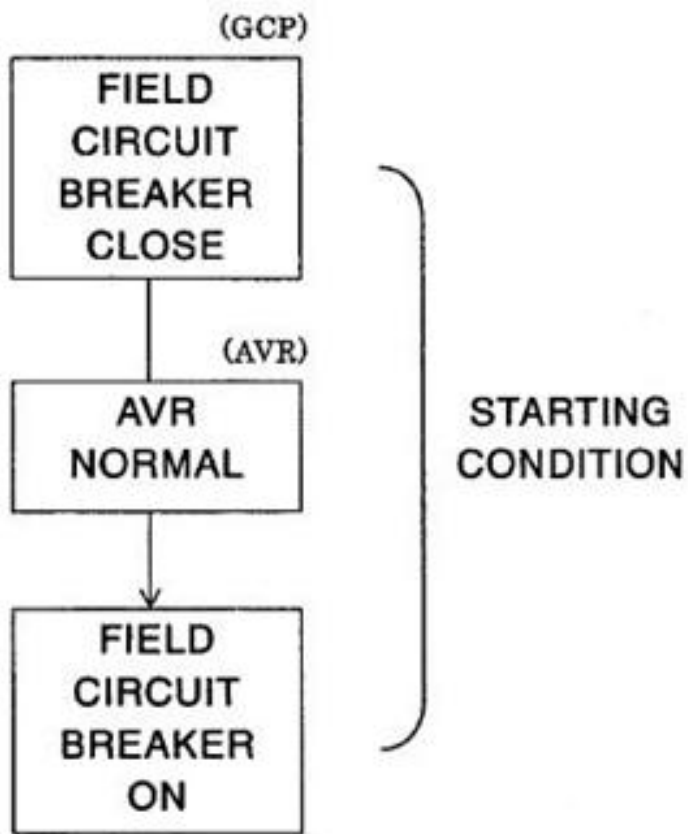 (GCP)
FIELD
CIRCUIT
BREAKER
CLOSE
(AVR)
AVR
NORMAL
STARTING
CONDITION
FIELD
CIRCUIT
BREAKER
ON